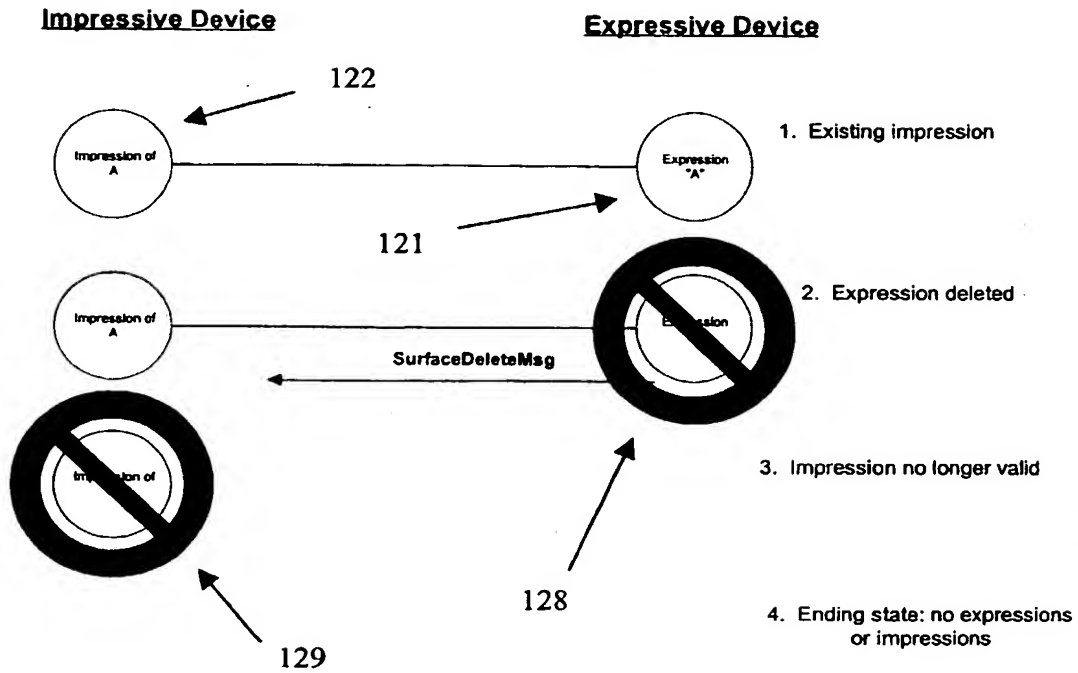 Impressive Device
Expressive Device
122
1. Existing impression
Impression of
A
Expression
"A"
121
2. Expression deleted
Impression of
A
SurfaceDeleteMsg
3. Impression no longer valid
128
4. Ending state: no expressions
or impressions
129